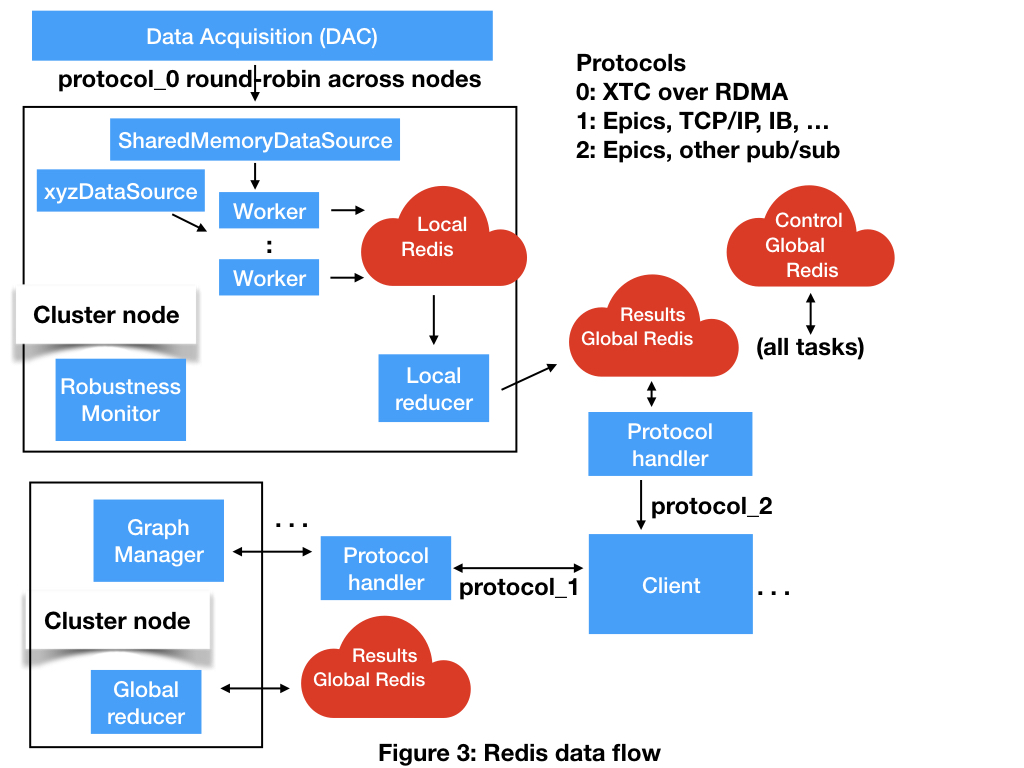 Data Acquisition (DAC)
protocol_0 round-robin across nodes
Protocols
0: XTC over RDMA
1: Epics, TCP/IP, IB, ...
2: Epics, other pub/sub
SharedMemoryDataSource
xyzDataSource
Worker
:
Worker
Local
Redis
Control
Global
Redis
(all tasks)
Cluster node
Robustness
Monitor
Local
reducer
Results
Global Redis
Protocol
handler
protocol_2
Graph
Manager
...
Protocol
handler
protocol_1
Client
...
Cluster node
Global
reducer
Results
Global Redis
Figure 3: Redis data flow